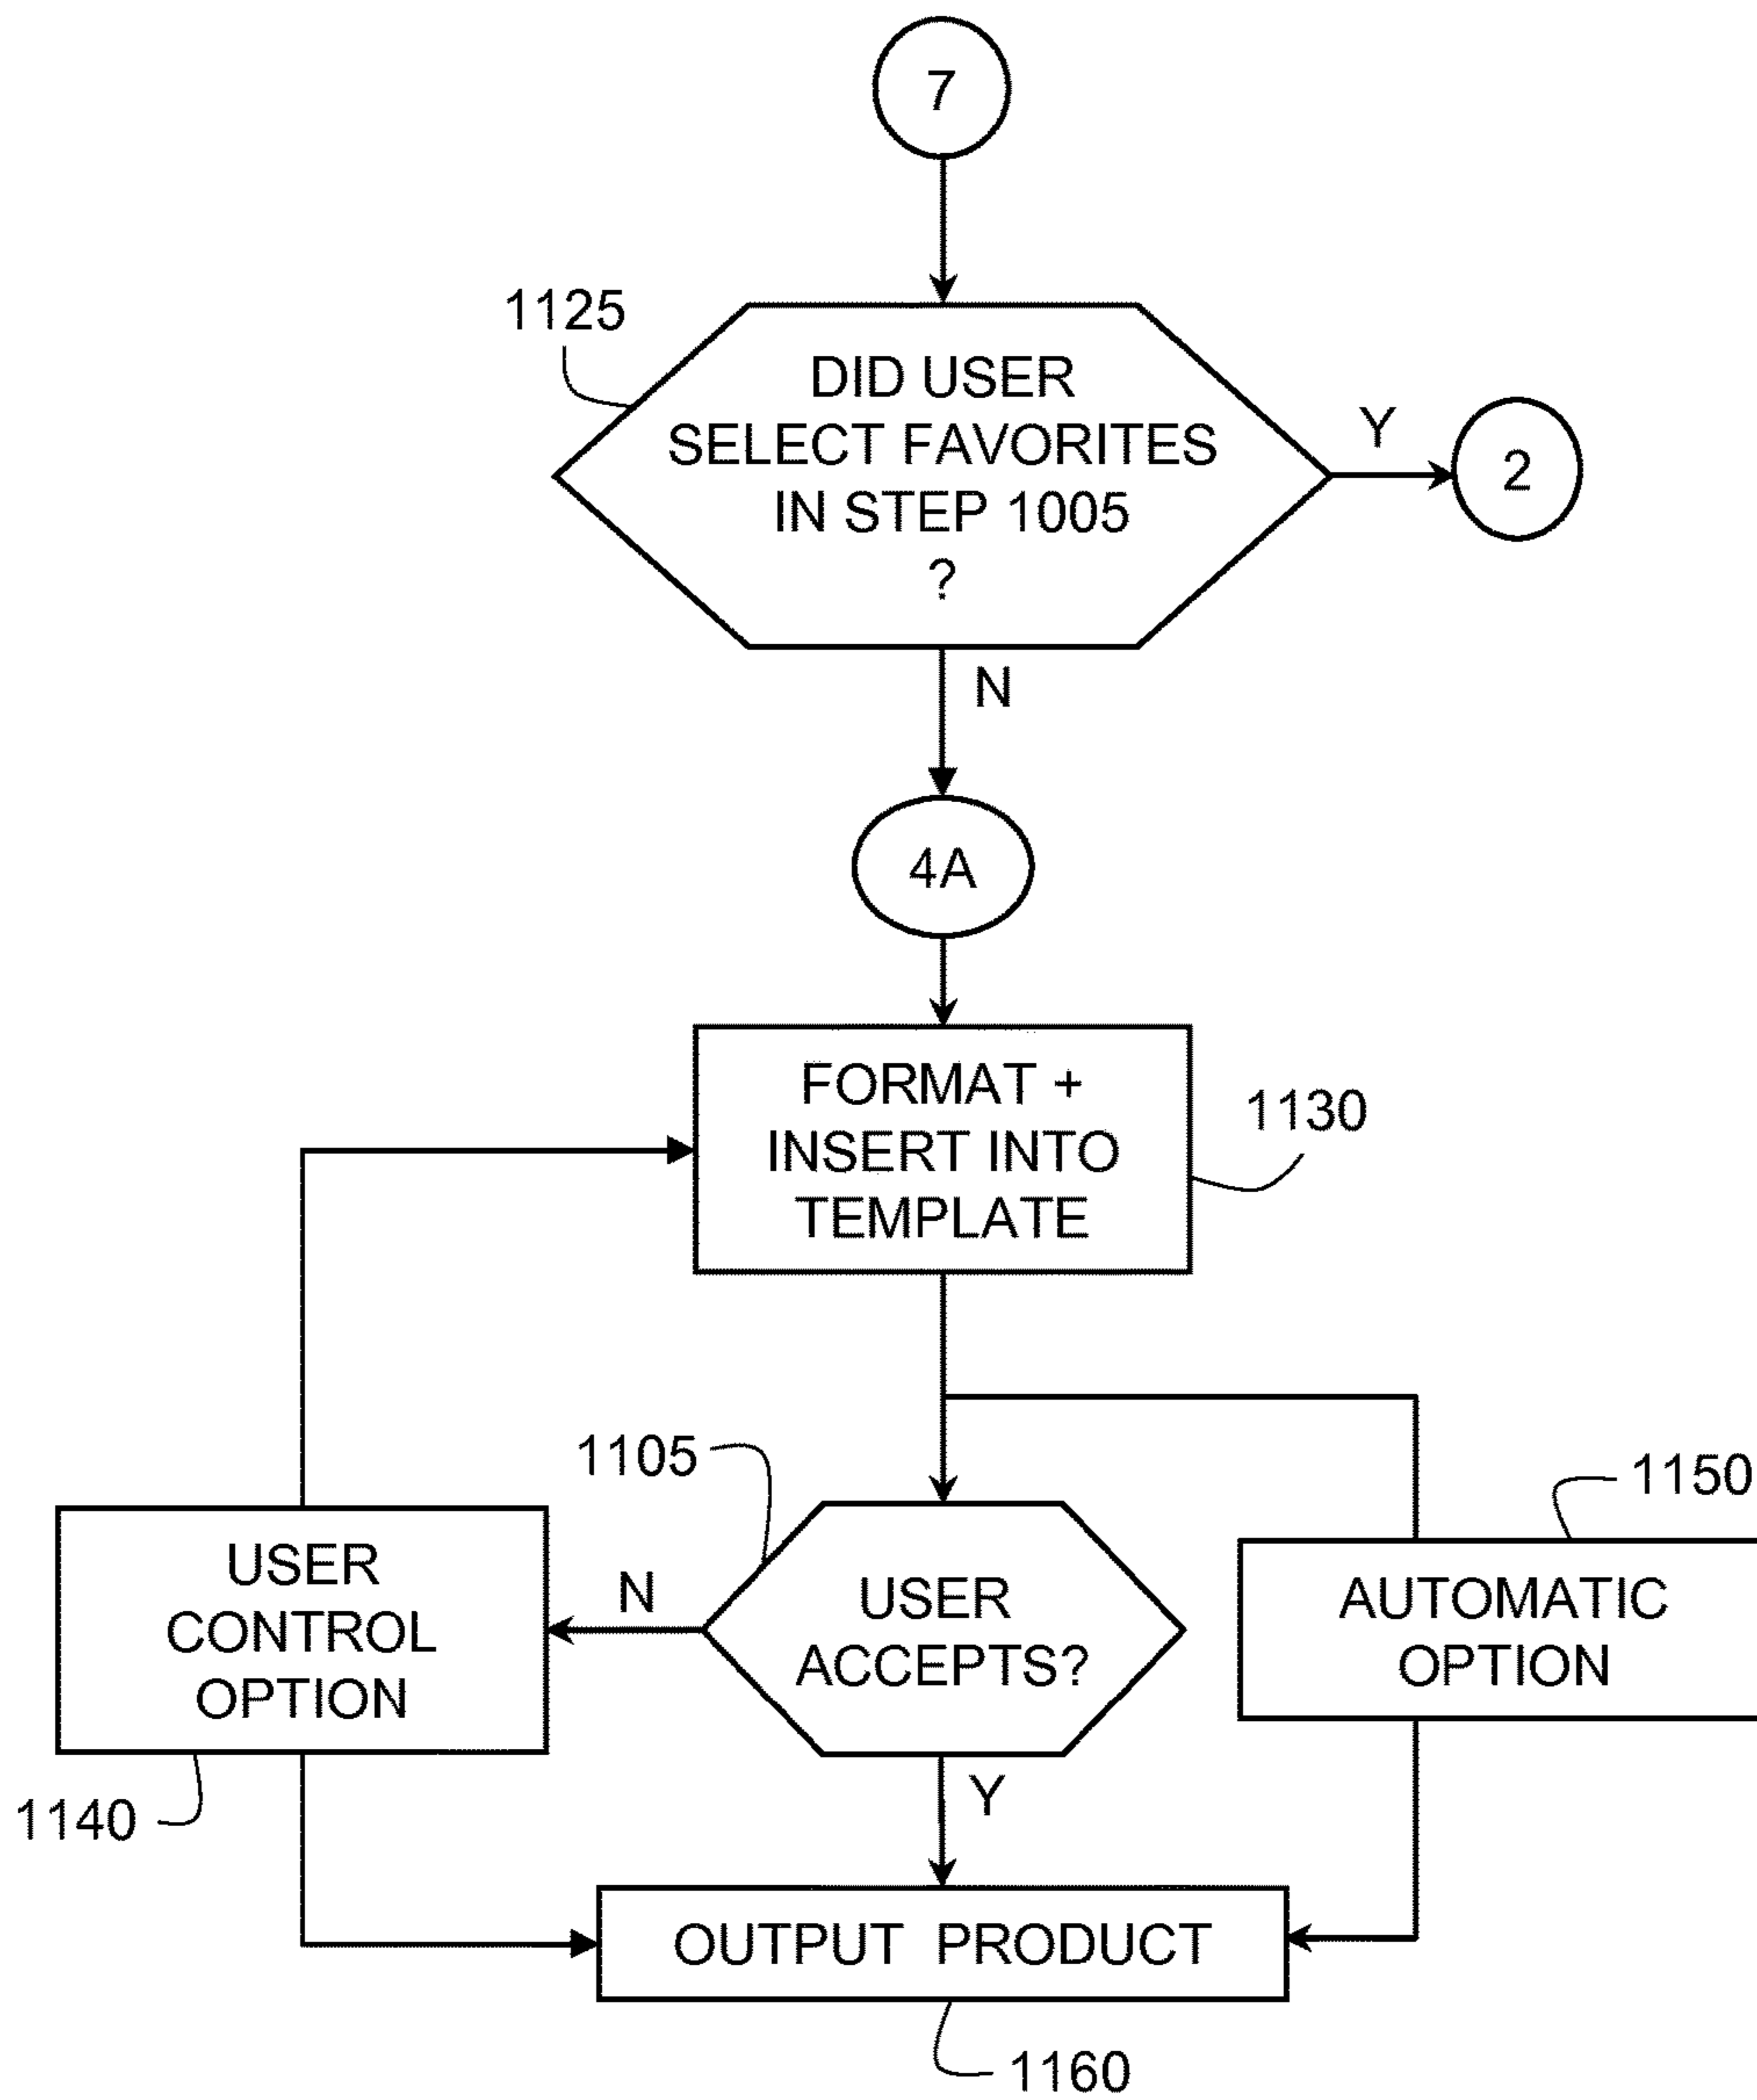 7
1125
DID USER
SELECT FAVORITES
IN STEP 1005
?
Y
2
N
4A
FORMAT +
INSERT INTO
TEMPLATE
1130
1105
1150
USER
CONTROL
OPTION
N
USER
ACCEPTS?
AUTOMATIC
OPTION
1140
Y
OUTPUT PRODUCT
1160